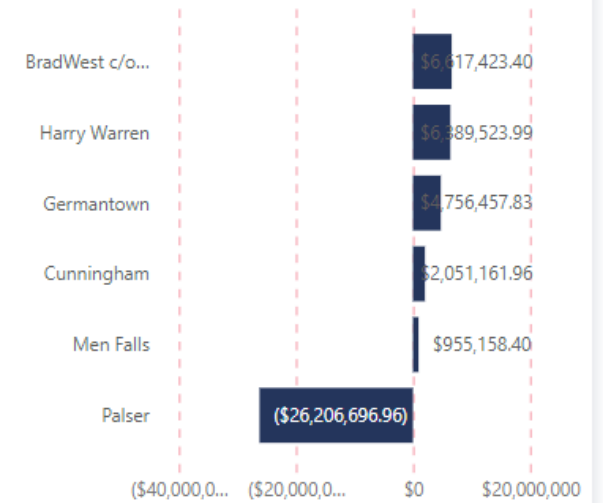 BradWest c/o... $6,617,423.40
Harry Warren $6,389,523.99
Germantown $4,756,457.83
Cunningham $2,051,161.96
Men Falls $955,158.40
Palser ($26,206,696.96)
($40,000,0... ($20,000,0... $0 $20,000,000